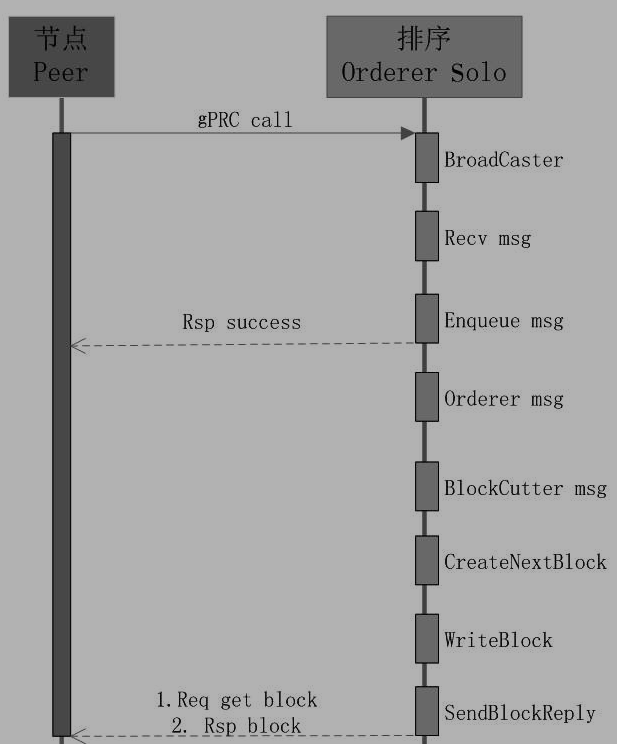 节点
Peer
排序
Orderer Solo
gPRC call
BroadCaster
Recv msg
Rsp success
Enqueue msg
Orderer msg
BlockCutter msg
CreateNextBlock
WriteBlock
1.Req get block
2. Rsp block
SendBlockReply